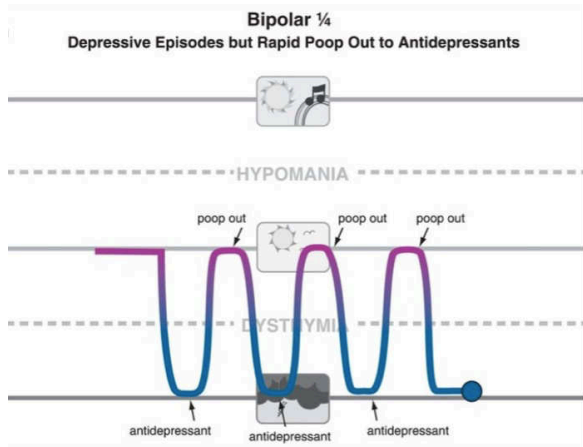 Bipolar ¼
Depressive Episodes but Rapid Poop Out to Antidepressants
HYPOMANIA
poop out
poop out
poop out
DYSTHYMIA
antidepressant
antidepressant
antidepressant